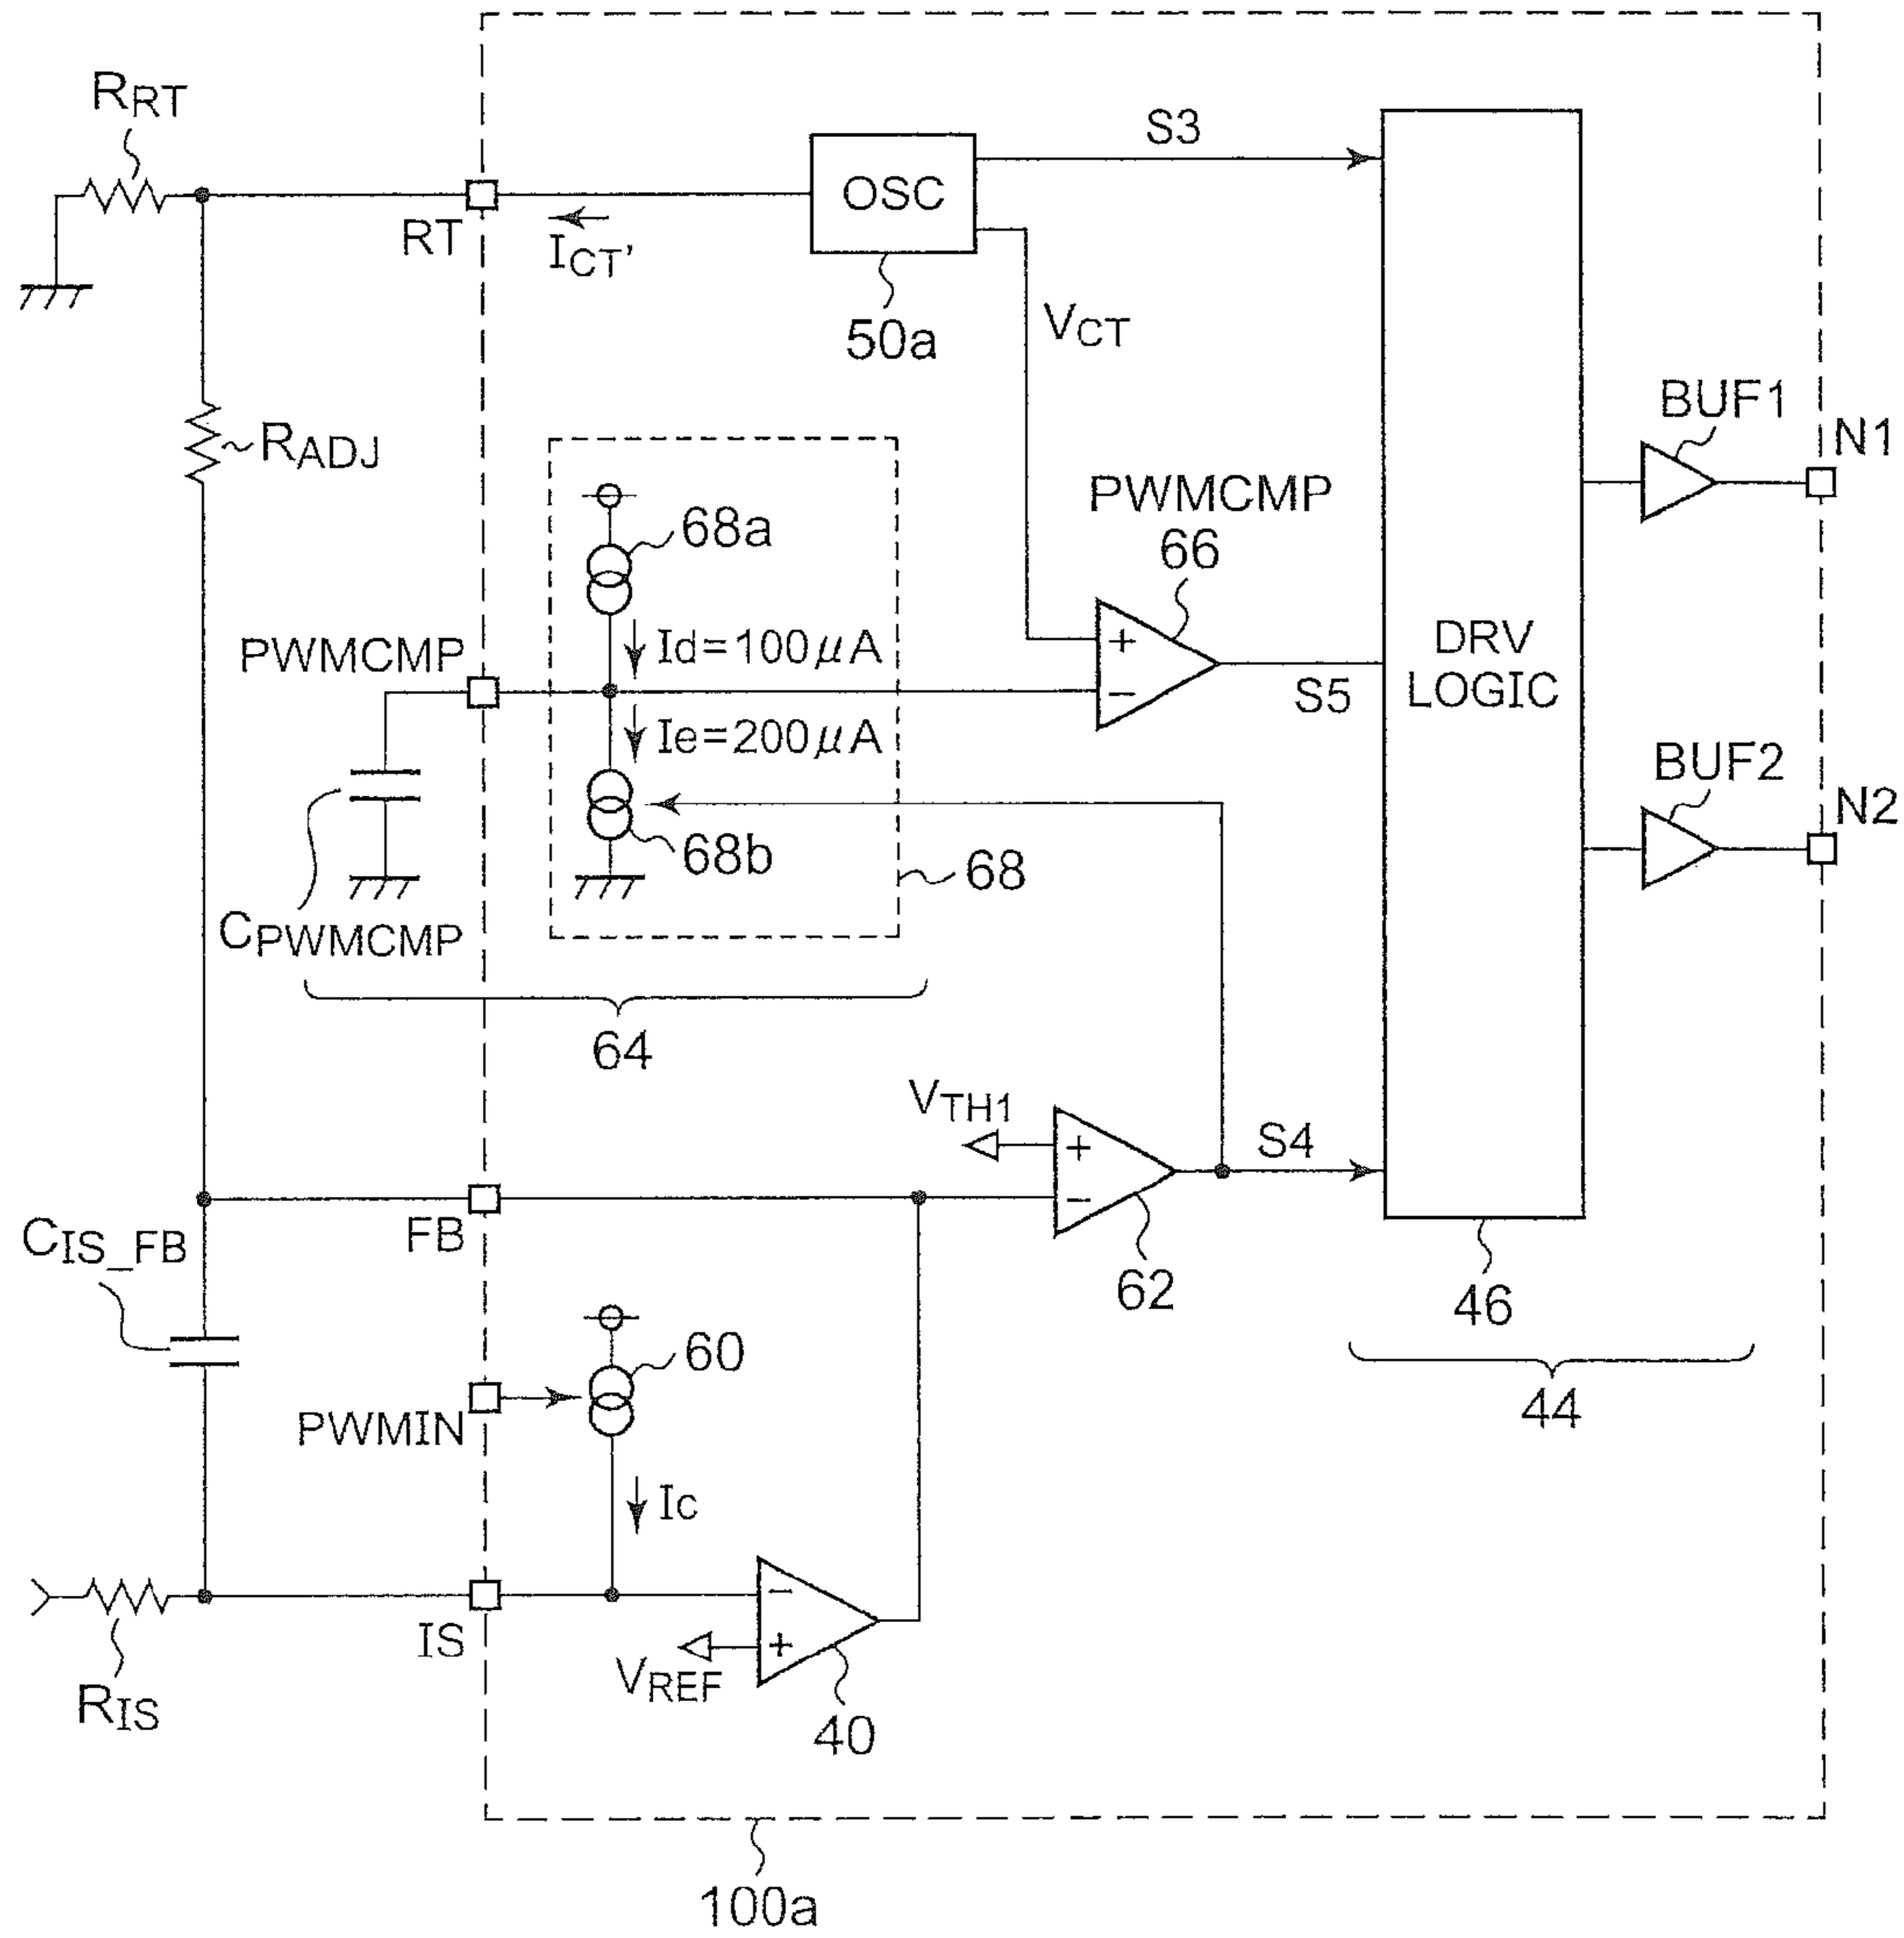 RRT
S3
OSC
RT
ICT'
50a
VCT
BUF1
N1
RADJ
68a
PWMCMP
66
PWMCMP
Id=100μA
DRV
LOGIC
S5
Ie=200μA
BUF2
N2
68b
68
CPWMCMP
64
VTH1
S4
FB
CIS_FB
62
46
60
44
PWMIN
Ic
IS
VREF
RIS
40
100a